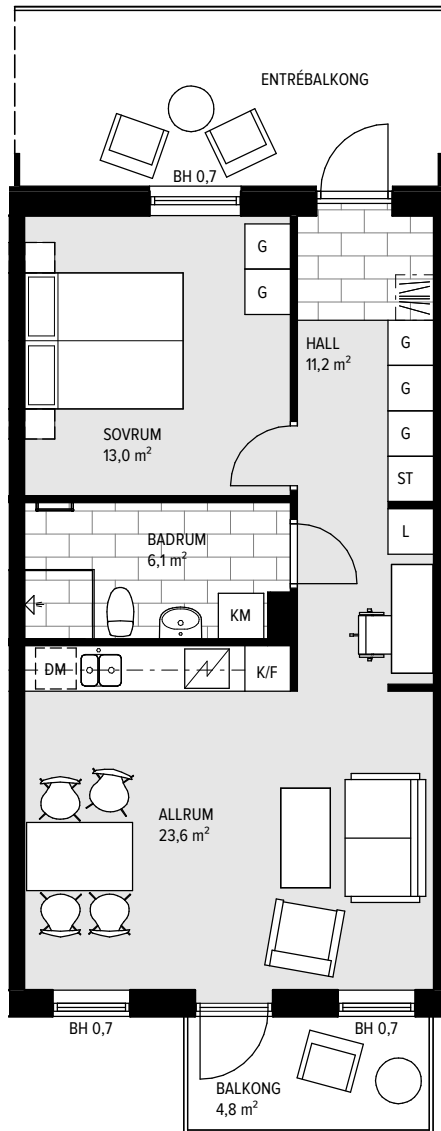 ENTRÉBALKONG
BH 0,7
G
G
HALL
11,2 m²
G
G
G
ST
SOVRUM
13,0 m²
L
BADRUM
6,1 m²
KM
DM
K/F
ALLRUM
23,6 m²
BH 0,7
BH 0,7
BALKONG
4,8 m²